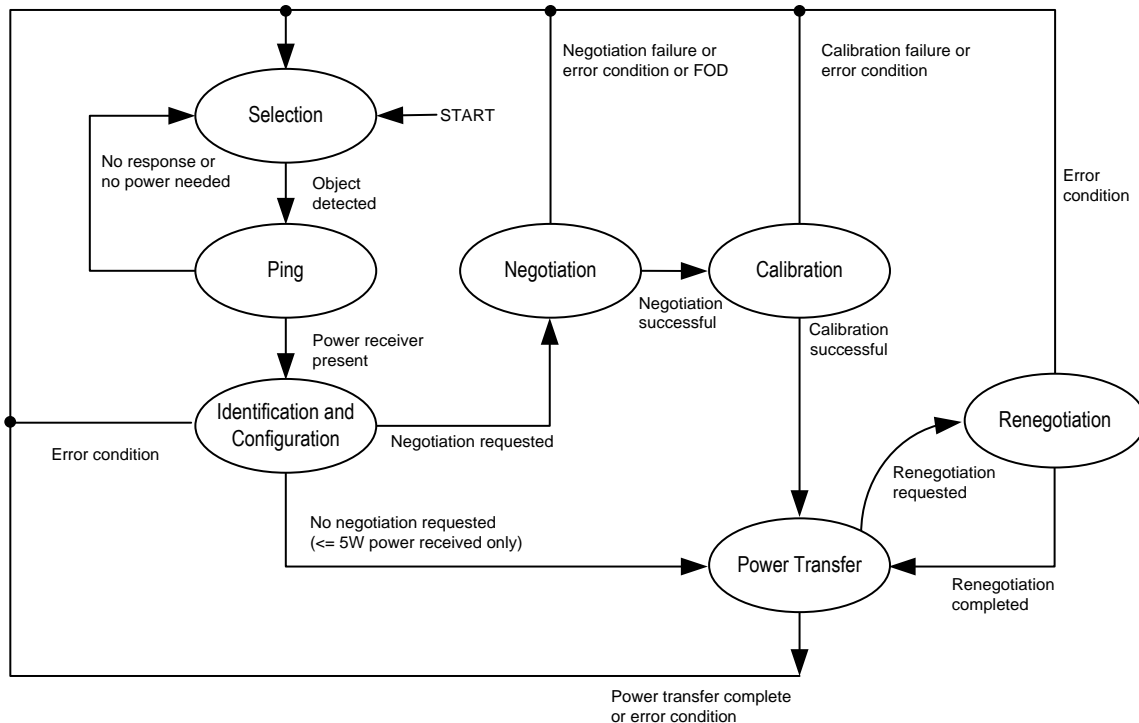 Negotiation failure or
error condition or FOD
Calibration failure or
error condition
Selection
START
No response or
no power needed
Object
detected
Error
condition
Ping
Negotiation
Calibration
Negotiation
successful
Calibration
successful
Power receiver
present
Identification and
Configuration
Negotiation requested
Error condition
Renegotiation
Renegotiation
requested
No negotiation requested
(<= 5W power received only)
Power Transfer
Renegotiation
completed
Power transfer complete
or error condition